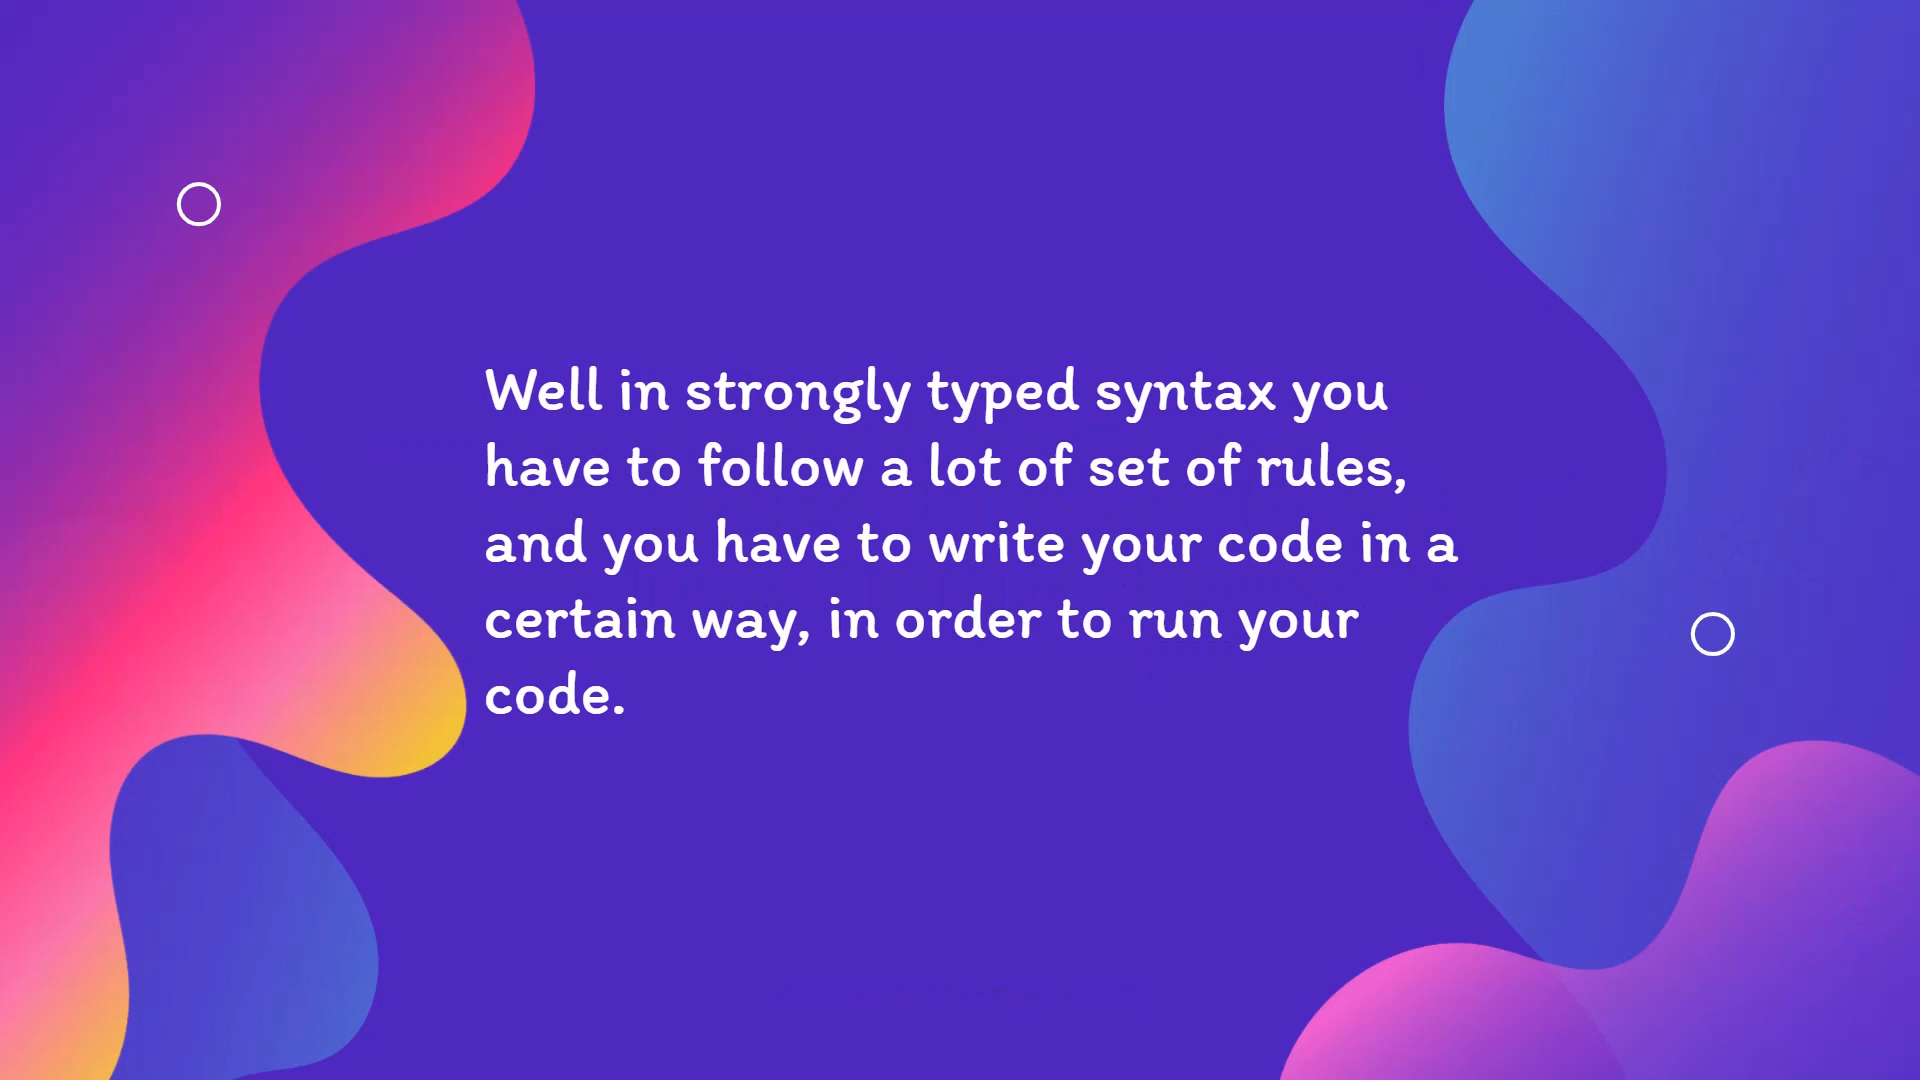 Well in strongly typed syntax you
have to follow a lot of set of rules,
and you have to write your code in a
certain way, in order to run your
code.